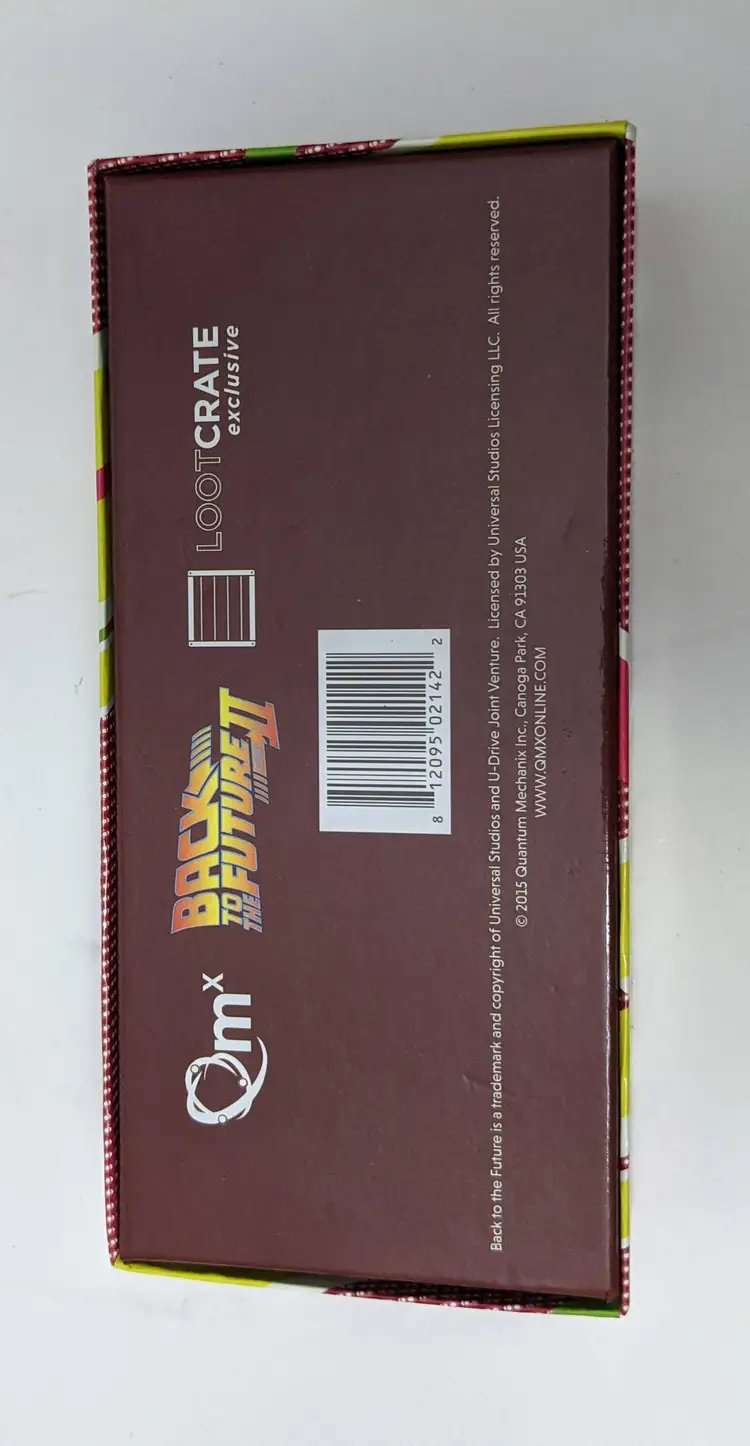 Qmx
BACK
TO THE FUTURE II
LOOTCRATE
exclusive
8 12095 02142 2
Back to the Future is a trademark and copyright of Universal Studios and U-Drive Joint Venture. Licensed by Universal Studios Licensing LLC. All rights reserved.
© 2015 Quantum Mechanix Inc., Canoga Park, CA 91303 USA
WWW.QMXONLINE.COM